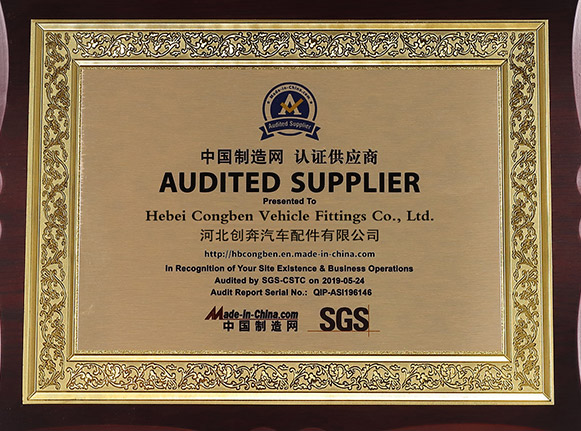 Made-in-China.com
Audited Supplier
中国制造网 认证供应商
AUDITED SUPPLIER
Presented To
Hebei Congben Vehicle Fittings Co., Ltd.
河北创奔汽车配件有限公司
http://hbcongben.en.made-in-china.com
In Recognition of Your Site Existence & Business Operations
Audited by SGS-CSTC on 2019-05-24
Audit Report Serial No.: QIP-ASI196146
Made-in-China.com
中国制造网
SGS